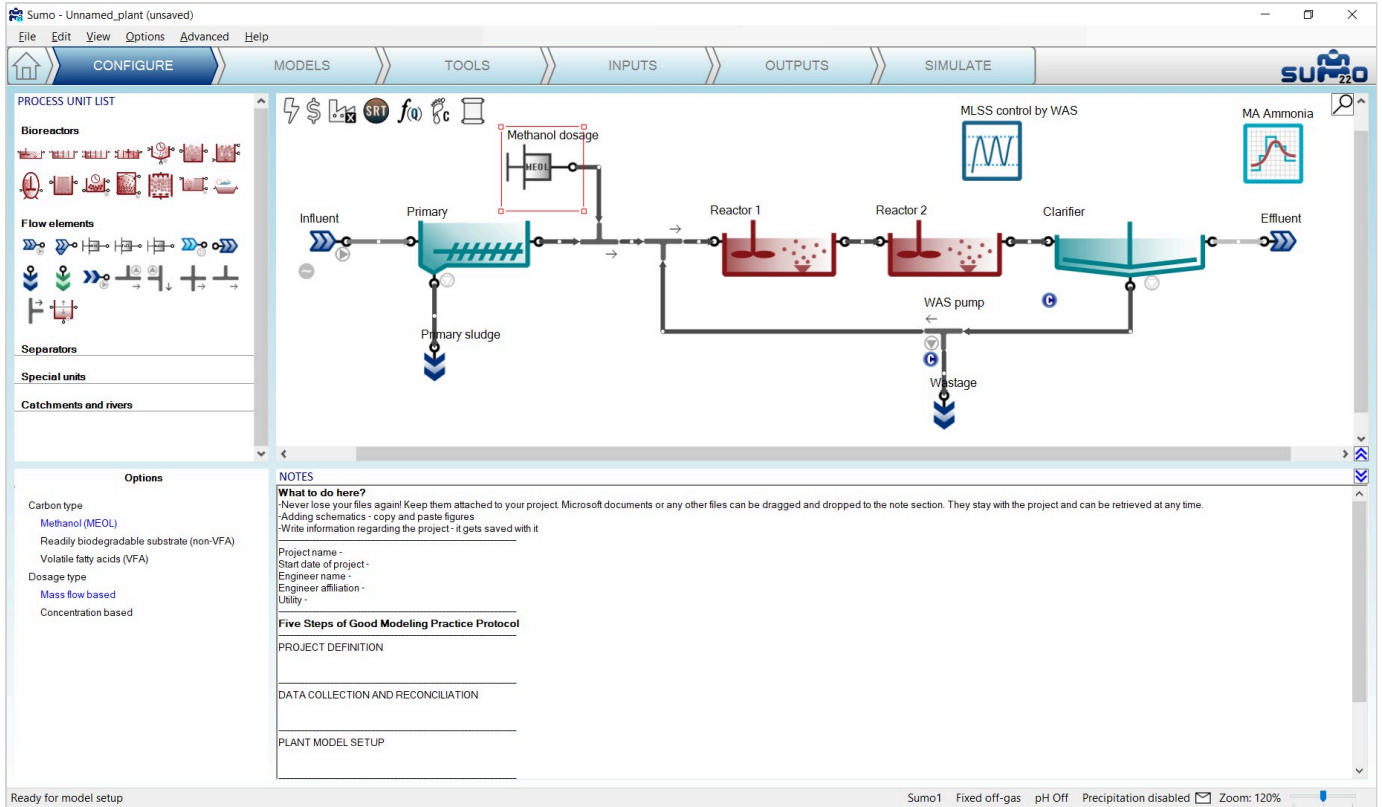 Sumo - Unnamed_plant (unsaved)
File Edit View Options Advanced Help
CONFIGURE MODELS TOOLS INPUTS OUTPUTS SIMULATE
SUMO 22
PROCESS UNIT LIST
Bioreactors
Flow elements
Separators
Special units
Catchments and rivers
$ SRT f(Q) C
Methanol dosage
MEOL
MLSS control by WAS
MA Ammonia
Influent
Primary
Reactor 1
Reactor 2
Clarifier
Effluent
WAS pump
C
Primary sludge
C
Wastage
Options
Carbon type
Methanol (MEOL)
Readily biodegradable substrate (non-VFA)
Volatile fatty acids (VFA)
Dosage type
Mass flow based
Concentration based
NOTES
What to do here?
-Never lose your files again! Keep them attached to your project. Microsoft documents or any other files can be dragged and dropped to the note section. They stay with the project and can be retrieved at any time.
-Adding schematics - copy and paste figures
-Write information regarding the project - it gets saved with it
Project name -
Start date of project -
Engineer name -
Engineer affiliation -
Utility -
Five Steps of Good Modeling Practice Protocol
PROJECT DEFINITION
DATA COLLECTION AND RECONCILIATION
PLANT MODEL SETUP
Ready for model setup
Sumo1 Fixed off-gas pH Off Precipitation disabled Zoom: 120%